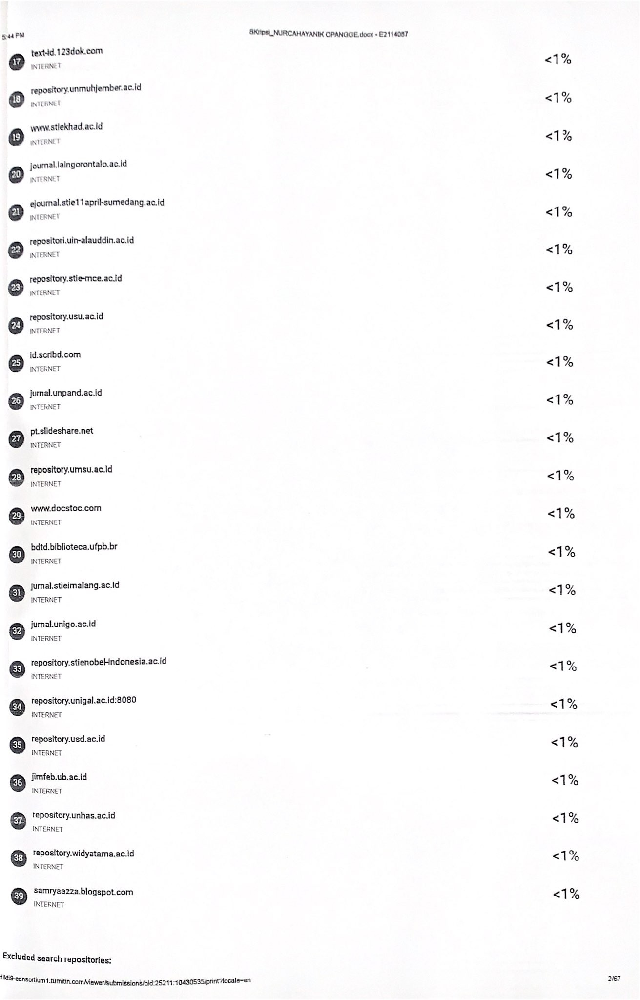 5:44 PM
SKripsi_NURCAHAYANIK OPANGGE.docx - E2114087
17 text-id.123dok.com <1%
INTERNET
18 repository.unmuhjember.ac.id <1%
INTERNET
19 www.stiekhad.ac.id <1%
INTERNET
20 journal.iaingorontalo.ac.id <1%
INTERNET
21 ejournal.stie11april-sumedang.ac.id <1%
INTERNET
22 repositori.uin-alauddin.ac.id <1%
INTERNET
23 repository.stie-mce.ac.id <1%
INTERNET
24 repository.usu.ac.id <1%
INTERNET
25 id.scribd.com <1%
INTERNET
26 jurnal.unpand.ac.id <1%
INTERNET
27 pt.slideshare.net <1%
INTERNET
28 repository.umsu.ac.id <1%
INTERNET
29 www.docstoc.com <1%
INTERNET
30 bdtd.biblioteca.ufpb.br <1%
INTERNET
31 jurnal.stieimalang.ac.id <1%
INTERNET
32 jurnal.unigo.ac.id <1%
INTERNET
33 repository.stienobel-indonesia.ac.id <1%
INTERNET
34 repository.unigal.ac.id:8080 <1%
INTERNET
35 repository.usd.ac.id <1%
INTERNET
36 jimfeb.ub.ac.id <1%
INTERNET
37 repository.unhas.ac.id <1%
INTERNET
38 repository.widyatama.ac.id <1%
INTERNET
39 samryaazza.blogspot.com <1%
INTERNET
Excluded search repositories:
dikti9-consortium1.turnitin.com/viewer/submissions/oid:25211:10430535/print?locale=en
2/67